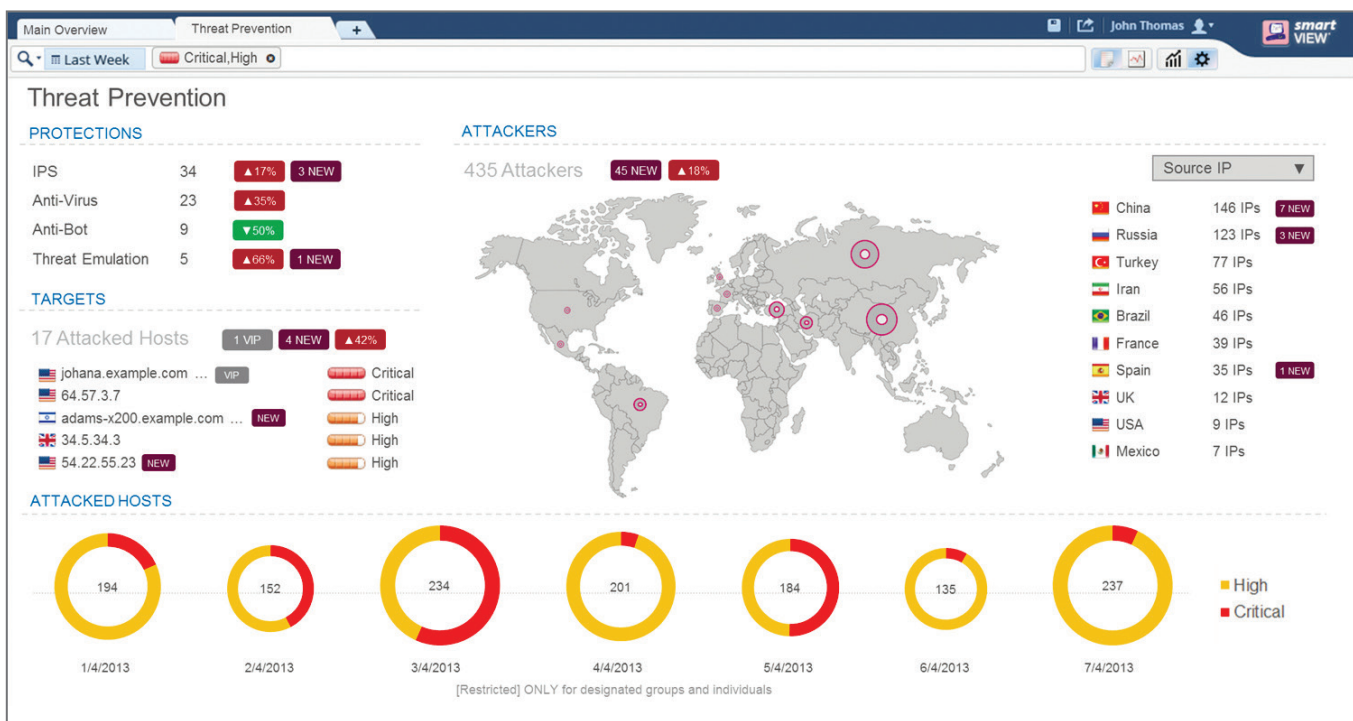 Main Overview
Threat Prevention
+
John Thomas
smart
VIEW
Last Week
Critical,High
Threat Prevention
PROTECTIONS
IPS 34 ▲17% 3 NEW
Anti-Virus 23 ▲35%
Anti-Bot 9 ▼50%
Threat Emulation 5 ▲66% 1 NEW
TARGETS
17 Attacked Hosts 1 VIP 4 NEW ▲42%
johana.example.com ... VIP Critical
64.57.3.7 Critical
adams-x200.example.com ... NEW High
34.5.34.3 High
54.22.55.23 NEW High
ATTACKERS
435 Attackers 45 NEW ▲18%
Source IP ▼
China 146 IPs 7 NEW
Russia 123 IPs 3 NEW
Turkey 77 IPs
Iran 56 IPs
Brazil 46 IPs
France 39 IPs
Spain 35 IPs 1 NEW
UK 12 IPs
USA 9 IPs
Mexico 7 IPs
ATTACKED HOSTS
194 152 234 201 184 135 237
High
Critical
1/4/2013 2/4/2013 3/4/2013 4/4/2013 5/4/2013 6/4/2013 7/4/2013
[Restricted] ONLY for designated groups and individuals